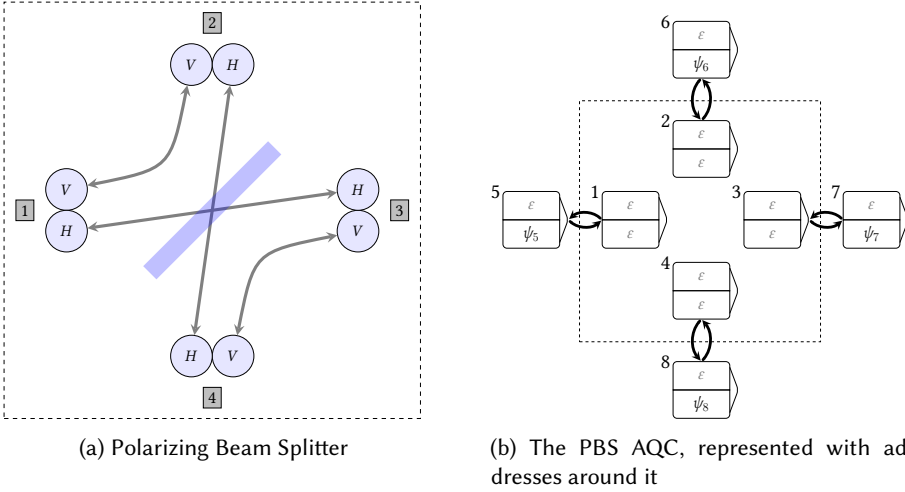 2
V H
V
1
H
H
3
V
H V
4
(a) Polarizing Beam Splitter
6
ε
ψ6
2
ε
ε
5
ε
ψ5
1
ε
ε
3
ε
ε
7
ε
ψ7
4
ε
ε
8
ε
ψ8
(b) The PBS AQC, represented with ad
dresses around it